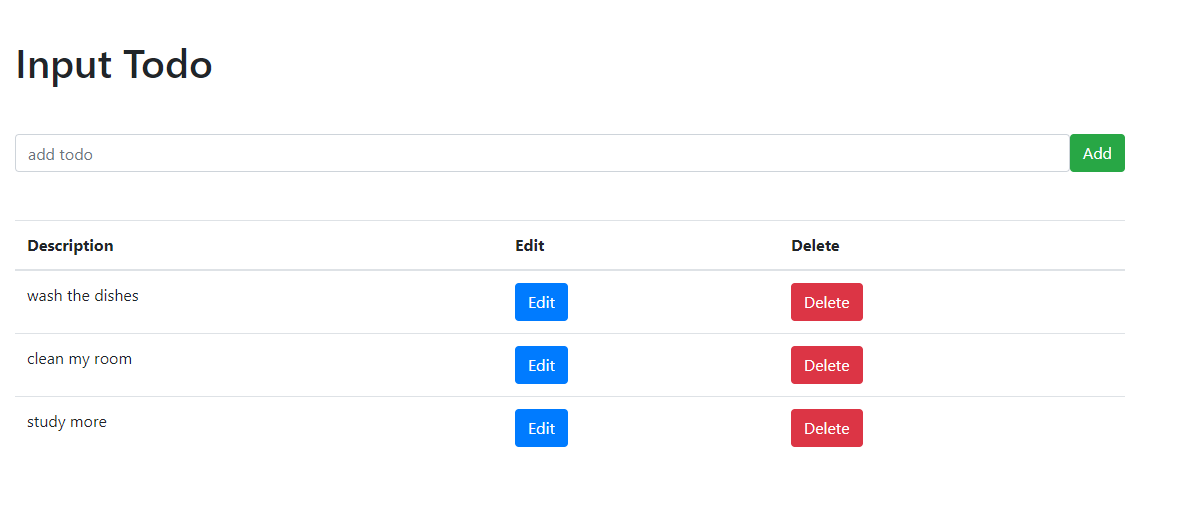 Input Todo
add todo Add
Description Edit Delete
wash the dishes Edit Delete
clean my room Edit Delete
study more Edit Delete